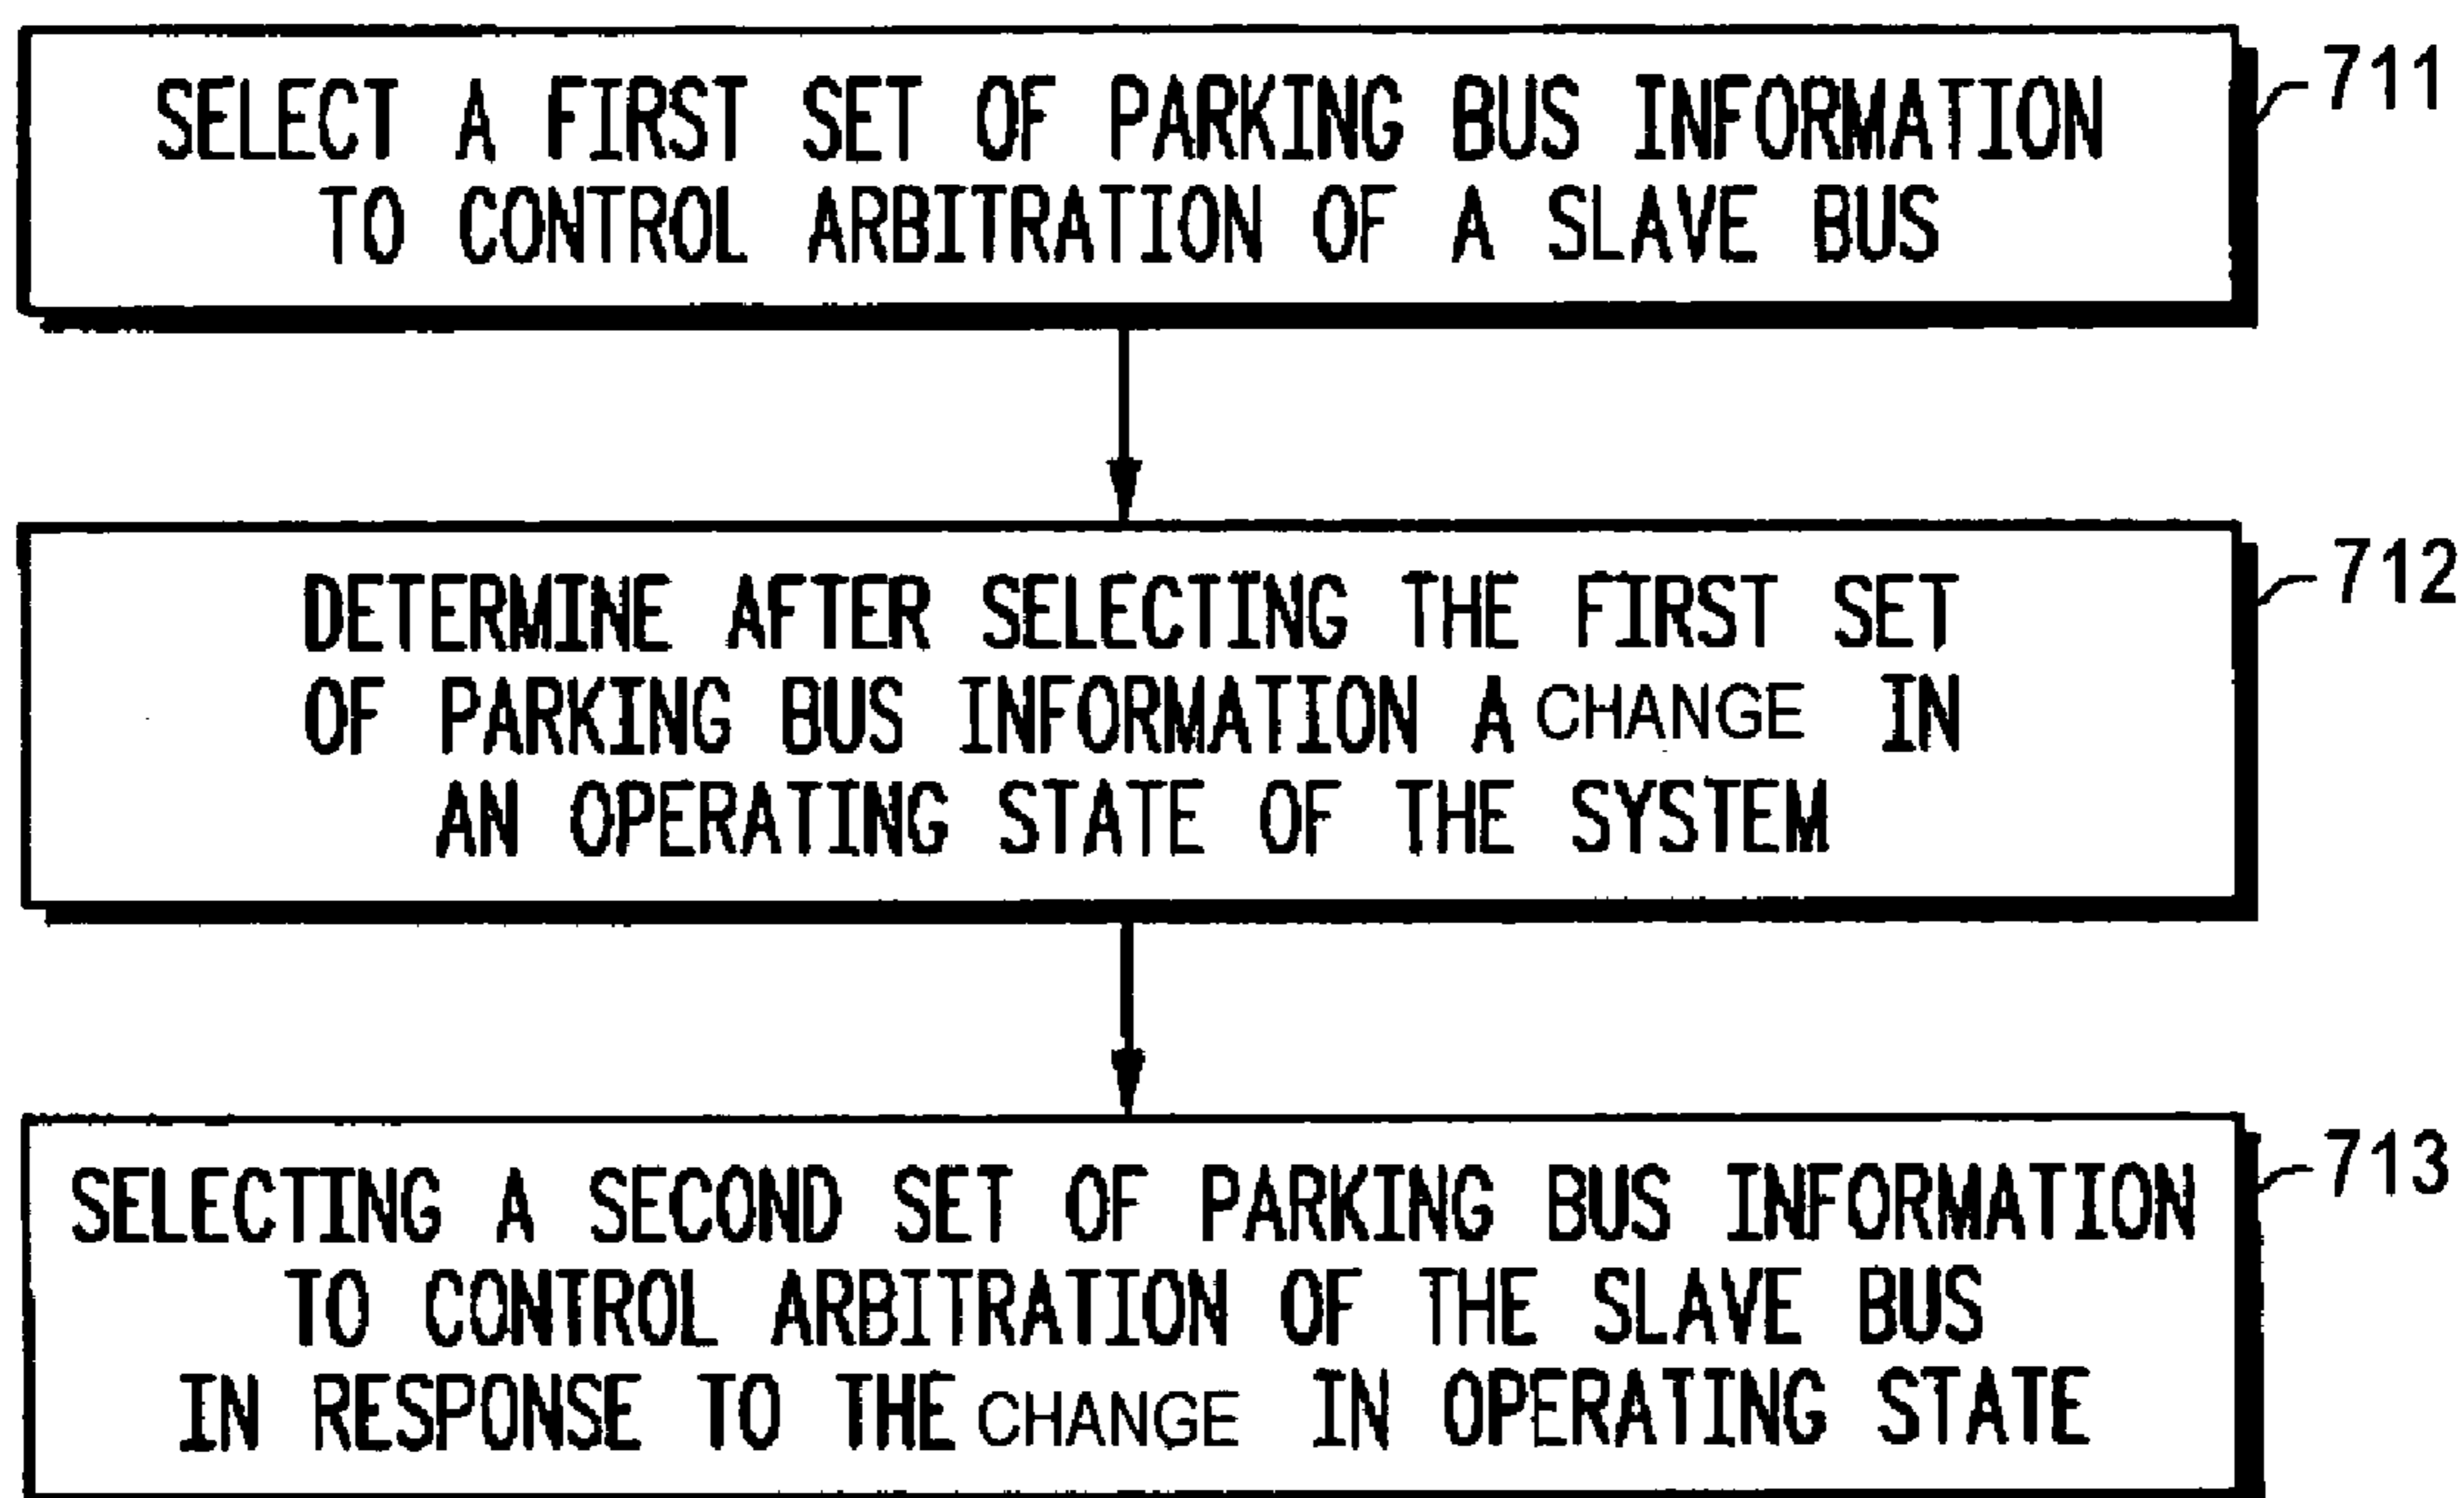 SELECT A FIRST SET OF PARKING BUS INFORMATION
TO CONTROL ARBITRATION OF A SLAVE BUS
711
DETERMINE AFTER SELECTING THE FIRST SET
OF PARKING BUS INFORMATION A CHANGE IN
AN OPERATING STATE OF THE SYSTEM
712
SELECTING A SECOND SET OF PARKING BUS INFORMATION
TO CONTROL ARBITRATION OF THE SLAVE BUS
IN RESPONSE TO THE CHANGE IN OPERATING STATE
713